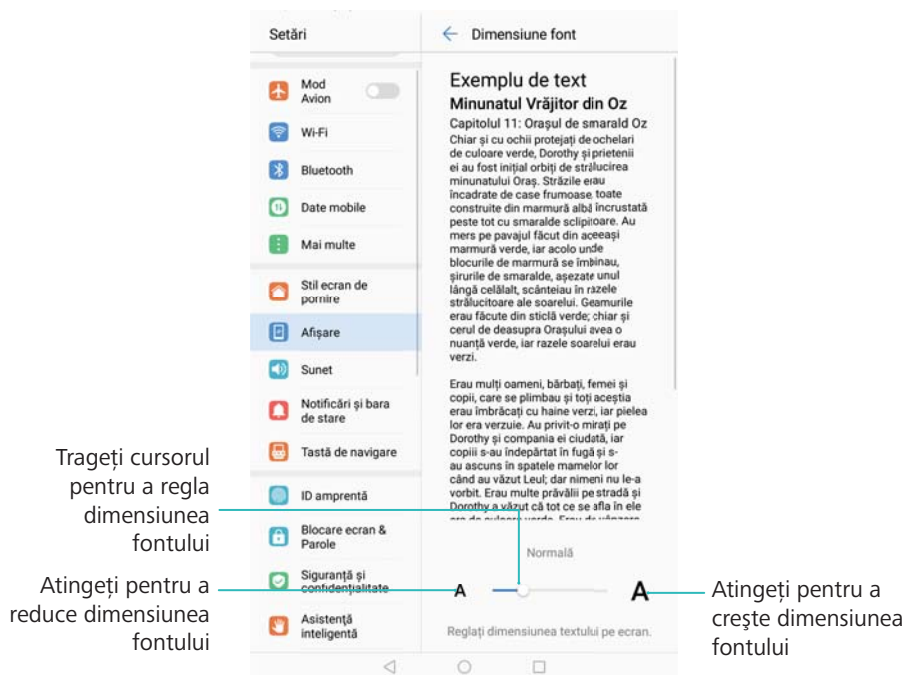 Setări
Mod
Avion
Wi-Fi
Bluetooth
Date mobile
Mai multe
Stil ecran de
pornire
Afișare
Sunet
Notificări și bara
de stare
Tastă de navigare
ID amprentă
Blocare ecran &
Parole
Siguranță și
confidențialitate
Asistență
inteligentă
Dimensiune font
Exemplu de text
Minunatul Vrăjitor din Oz
Capitolul 11: Orașul de smarald Oz
Chiar și cu ochii protejați de ochelari
de culoare verde, Dorothy și prietenii
ei au fost inițial orbiți de strălucirea
minunatului Oraș. Străzile erau
încadrate de case frumoase, toate
construite din marmură albă încrustată
peste tot cu smaralde sclipitoare. Au
mers pe pavajul făcut din aceeași
marmură verde, iar acolo unde
blocurile de marmură se îmbinau,
șirurile de smaralde, așezate unul
lângă celălalt, scânteiau în razele
strălucitoare ale soarelui. Geamurile
erau făcute din sticlă verde; chiar și
cerul de deasupra Orașului avea o
nuanță verde, iar razele soarelui erau
verzi.
Erau mulți oameni, bărbați, femei și
copii, care se plimbau și toți aceștia
erau îmbrăcați cu haine verzi, iar pielea
lor era verzuie. Au privit-o mirați pe
Dorothy și compania ei ciudată, iar
copiii s-au îndepărtat în fugă și s-
au ascuns în spatele mamelor lor
când au văzut Leul; dar nimeni nu le-a
vorbit. Erau multe prăvălii pe stradă și
Dorothy a văzut că tot ce se afla în ele
era de culoare verde. Erau de vânzare
Normală
A A
Reglați dimensiunea textului pe ecran.
Trageți cursorul
pentru a regla
dimensiunea
fontului
Atingeți pentru a
reduce dimensiunea
fontului
Atingeți pentru a
creşte dimensiunea
fontului